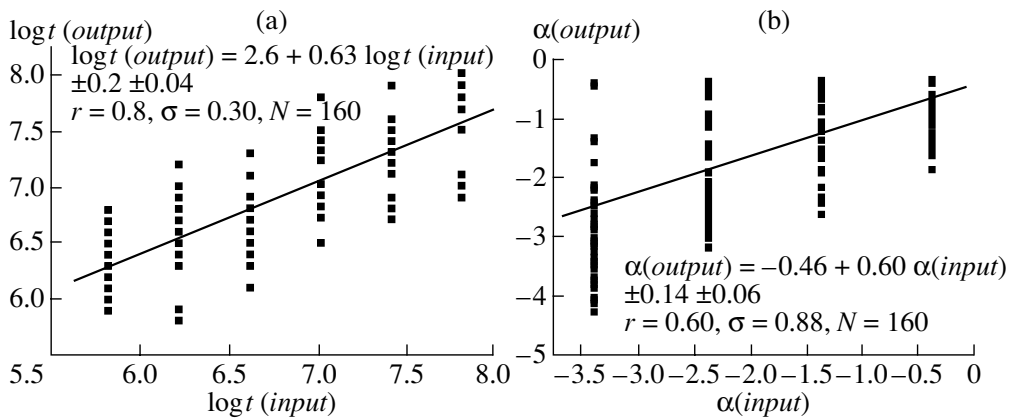 (a)
log t (output)
log t (output) = 2.6 + 0.63 log t (input)
±0.2 ±0.04
r = 0.8, σ = 0.30, N = 160
8.0
7.5
7.0
6.5
6.0
5.5
6.0
6.5
7.0
7.5
8.0
log t (input)
(b)
α(output)
0
−1
−2
−3
−4
−5
α(output) = −0.46 + 0.60 α(input)
±0.14 ±0.06
r = 0.60, σ = 0.88, N = 160
−3.5 −3.0 −2.5 −2.0 −1.5 −1.0 −0.5 0
α(input)